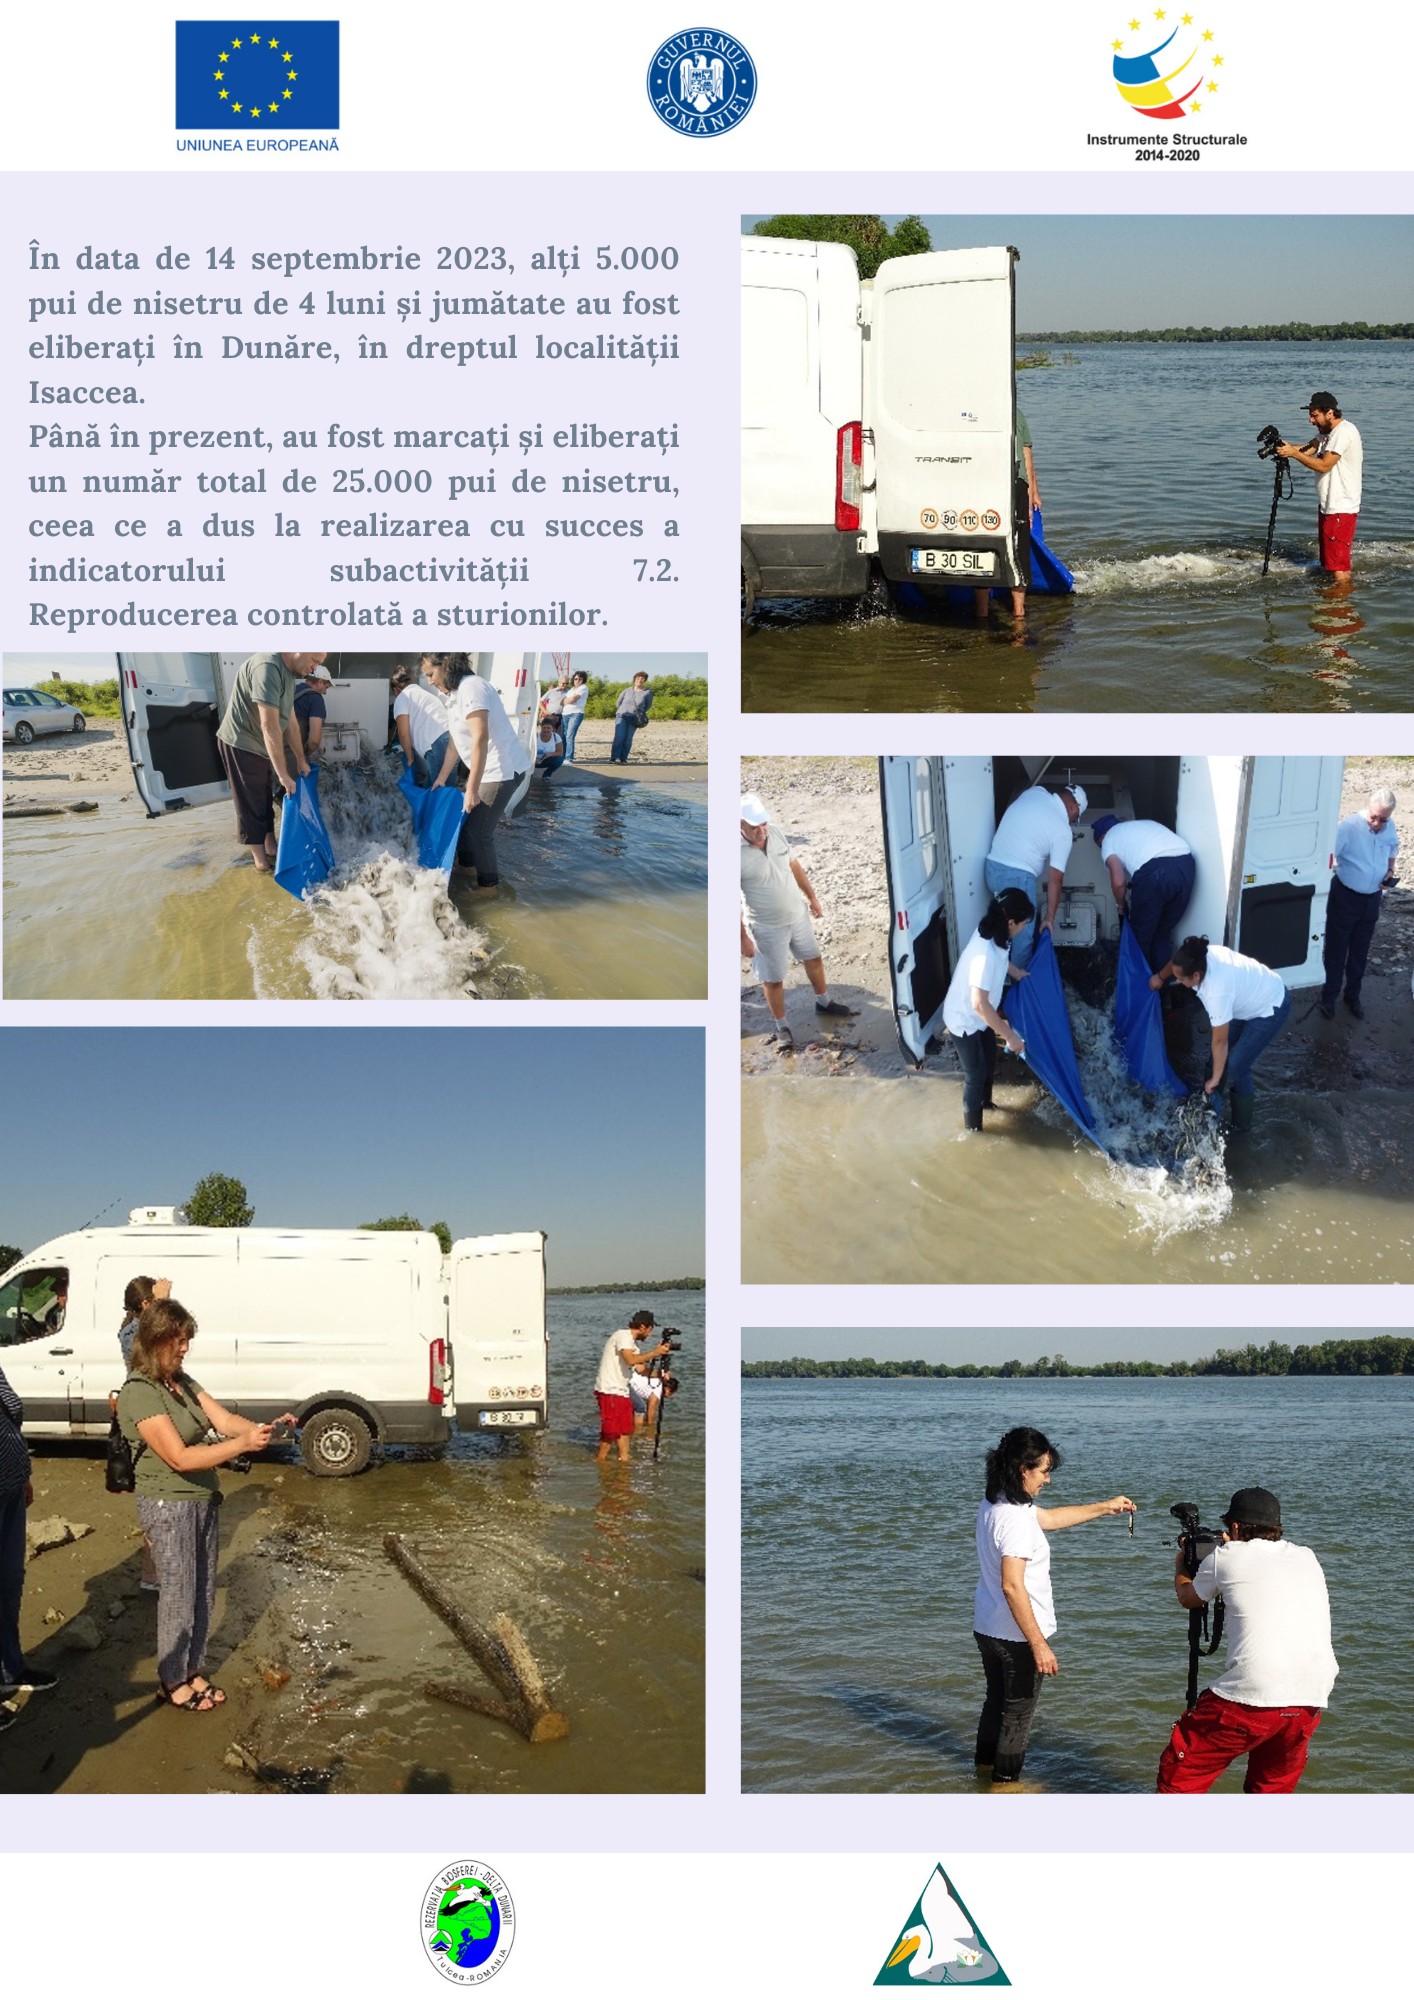 UNIUNEA EUROPEANĂ
GUVERNUL ROMÂNIEI
Instrumente Structurale
2014-2020
În data de 14 septembrie 2023, alți 5.000
pui de nisetru de 4 luni și jumătate au fost
eliberați în Dunăre, în dreptul localității
Isaccea.
Până în prezent, au fost marcați și eliberați
un număr total de 25.000 pui de nisetru,
ceea ce a dus la realizarea cu succes a
indicatorului subactivității 7.2.
Reproducerea controlată a sturionilor.
TRANSIT
70 90 110 130
B 30 SIL
REZERVAȚIA BIOSFEREI - DELTA DUNĂRII
Tulcea-ROMANIA